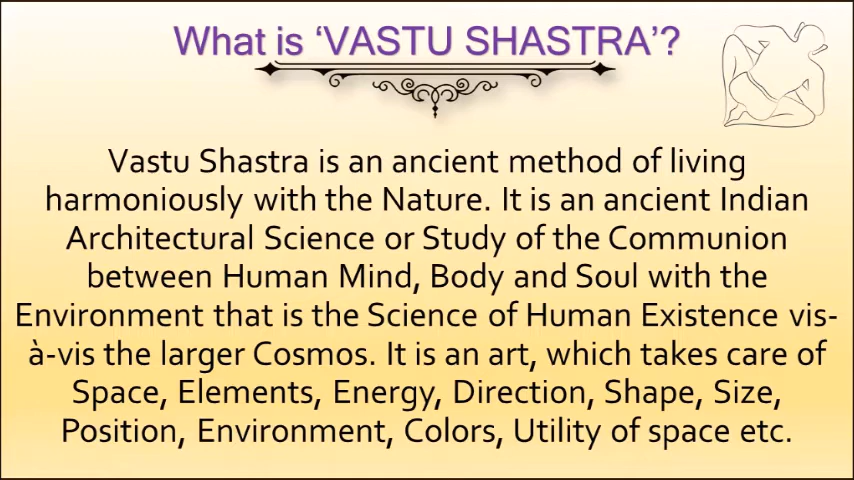 What is ‘VASTU SHASTRA’?
Vastu Shastra is an ancient method of living
harmoniously with the Nature. It is an ancient Indian
Architectural Science or Study of the Communion
between Human Mind, Body and Soul with the
Environment that is the Science of Human Existence vis-
à-vis the larger Cosmos. It is an art, which takes care of
Space, Elements, Energy, Direction, Shape, Size,
Position, Environment, Colors, Utility of space etc.